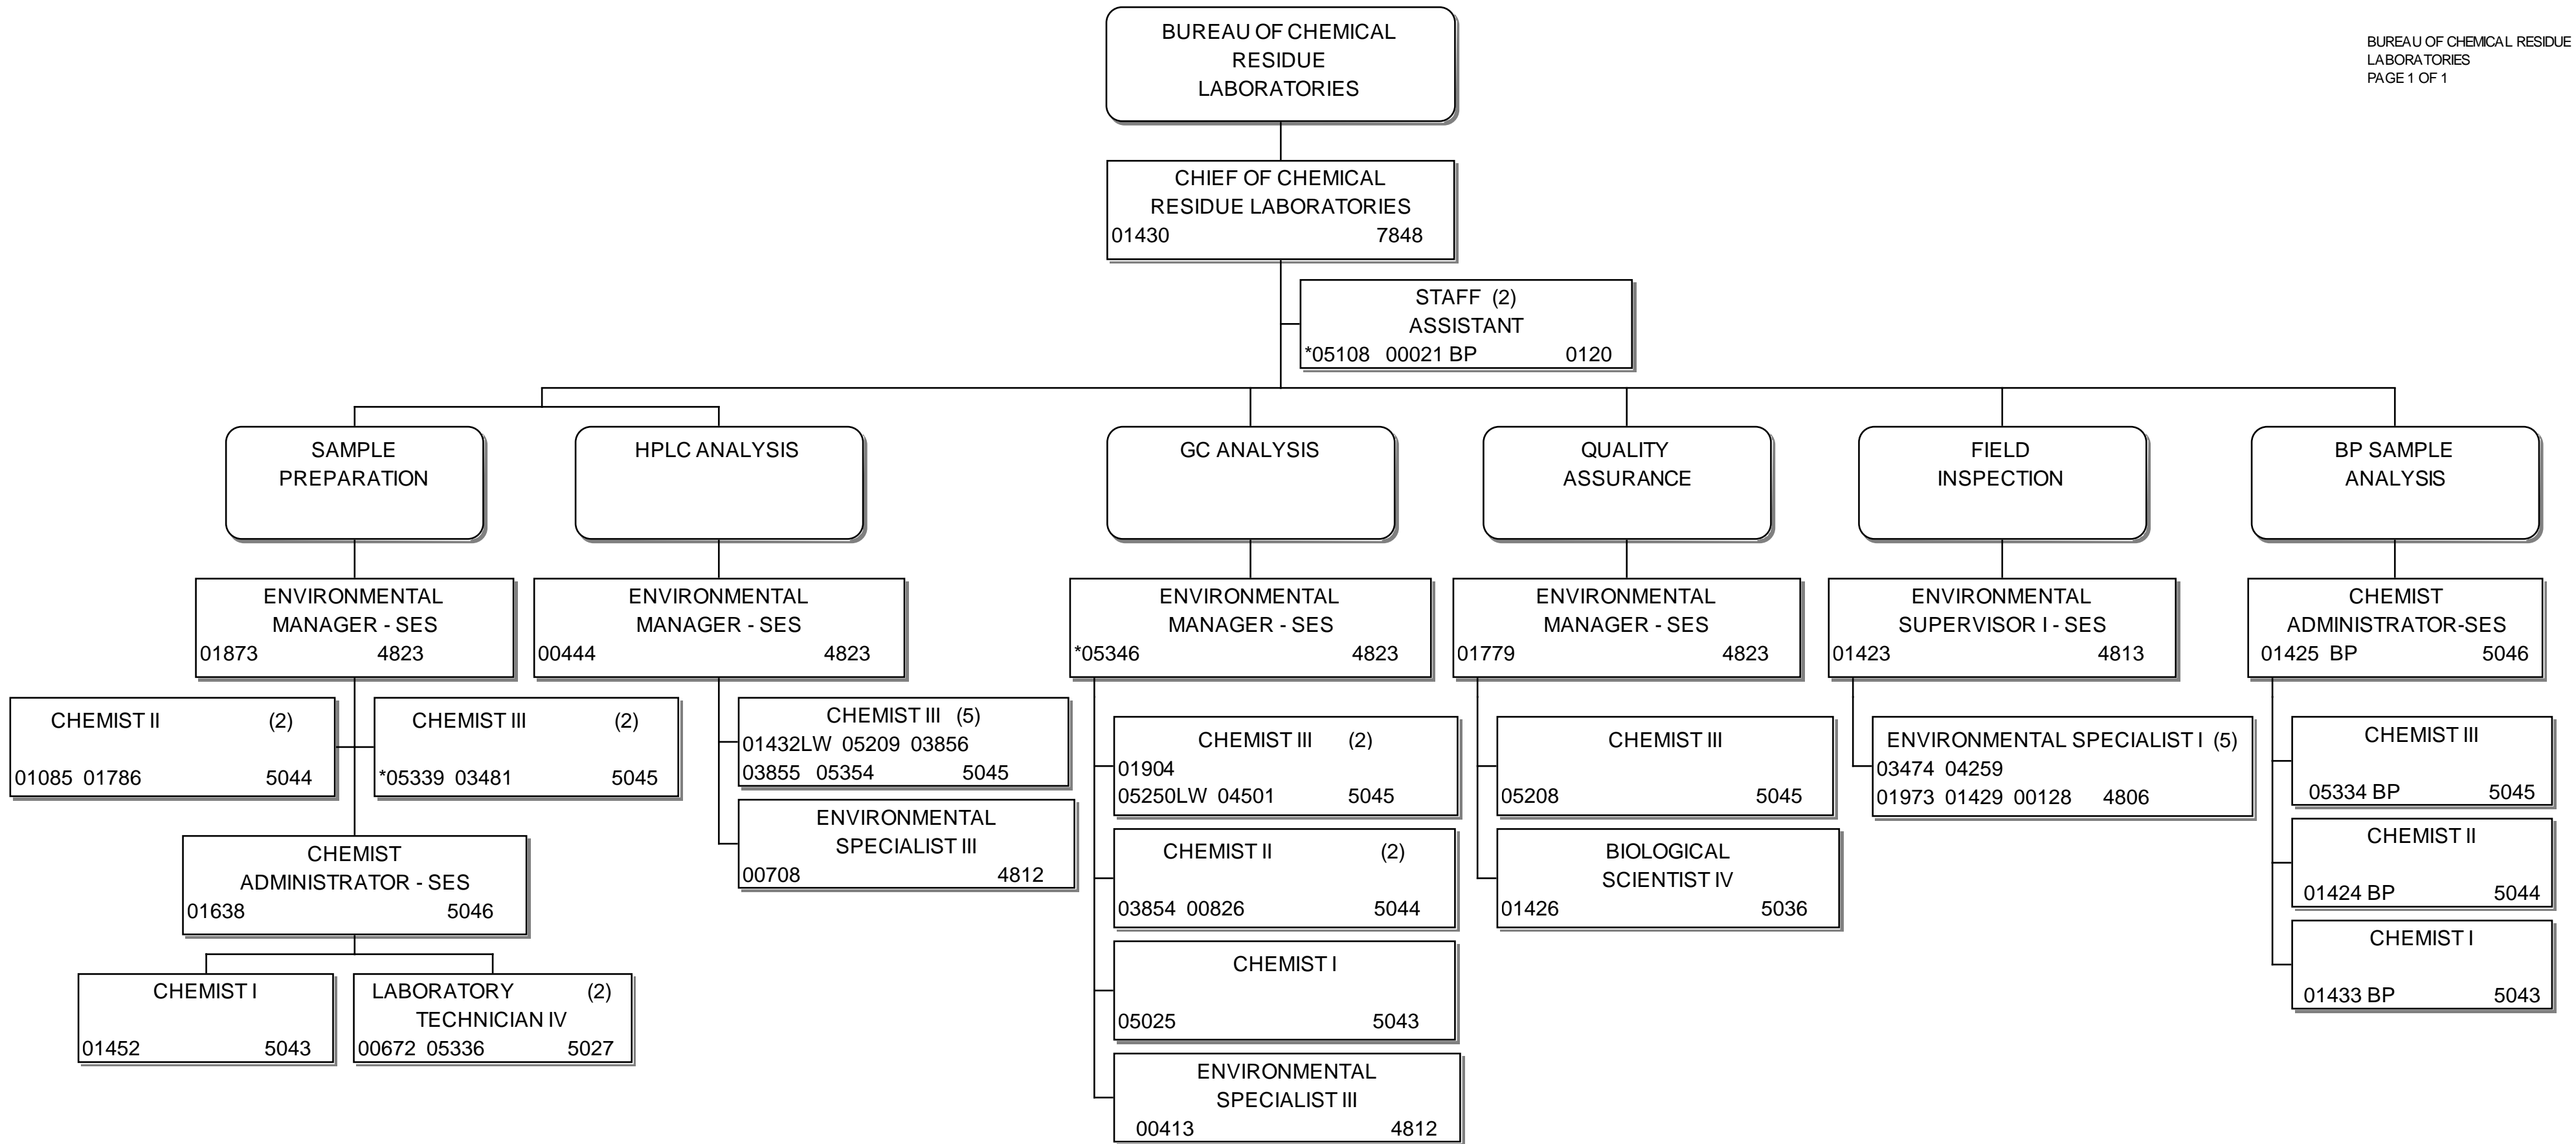 BUREAU OF CHEMICAL
RESIDUE
LABORATORIES
BUREAU OF CHEMICAL RESIDUE
LABORATORIES
PAGE 1 OF 1
CHIEF OF CHEMICAL
RESIDUE LABORATORIES
01430 7848
STAFF (2)
ASSISTANT
*05108 00021 BP 0120
SAMPLE
PREPARATION
HPLC ANALYSIS
GC ANALYSIS
QUALITY
ASSURANCE
FIELD
INSPECTION
BP SAMPLE
ANALYSIS
ENVIRONMENTAL
MANAGER - SES
01873 4823
ENVIRONMENTAL
MANAGER - SES
00444 4823
ENVIRONMENTAL
MANAGER - SES
*05346 4823
ENVIRONMENTAL
MANAGER - SES
01779 4823
ENVIRONMENTAL
SUPERVISOR I - SES
01423 4813
CHEMIST
ADMINISTRATOR-SES
01425 BP 5046
CHEMIST II (2)
01085 01786 5044
CHEMIST III (2)
*05339 03481 5045
CHEMIST
ADMINISTRATOR - SES
01638 5046
CHEMIST I
01452 5043
LABORATORY (2)
TECHNICIAN IV
00672 05336 5027
CHEMIST III (5)
01432LW 05209 03856
03855 05354 5045
ENVIRONMENTAL
SPECIALIST III
00708 4812
CHEMIST III (2)
01904
05250LW 04501 5045
CHEMIST II (2)
03854 00826 5044
CHEMIST I
05025 5043
ENVIRONMENTAL
SPECIALIST III
00413 4812
CHEMIST III
05208 5045
BIOLOGICAL
SCIENTIST IV
01426 5036
ENVIRONMENTAL SPECIALIST I (5)
03474 04259
01973 01429 00128 4806
CHEMIST III
05334 BP 5045
CHEMIST II
01424 BP 5044
CHEMIST I
01433 BP 5043